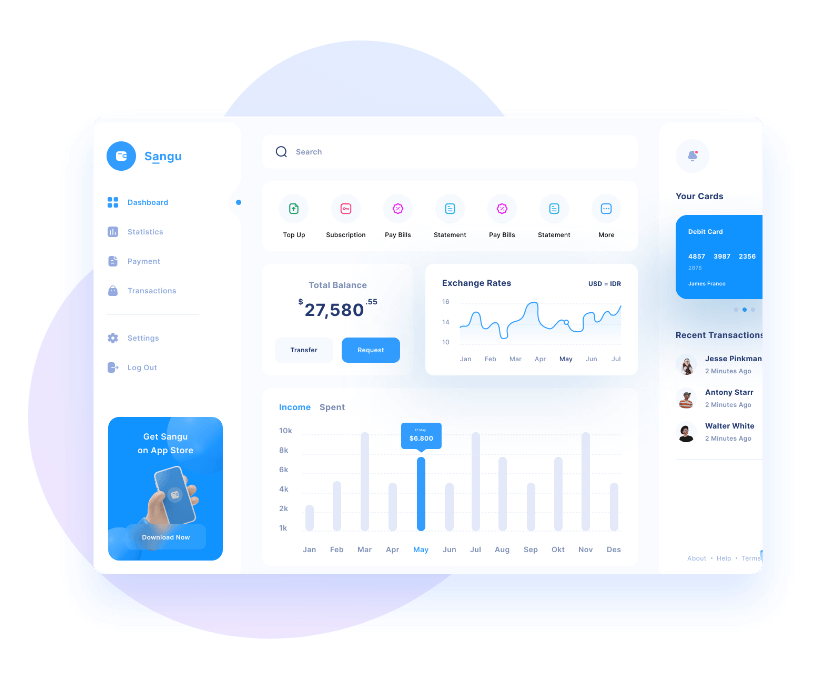 Sangu
Dashboard
Statistics
Payment
Transactions
Settings
Log Out
Get Sangu
on App Store
Download Now
Search
Top Up
Subscription
Pay Bills
Statement
Pay Bills
Statement
More
Total Balance
$27,580.55
Transfer
Request
Exchange Rates
USD = IDR
16
14
10
Jan Feb Mar Apr May Jun Jul
Income Spent
10k
8k
6k
4k
2k
1k
$6,800
Jan Feb Mar Apr May Jun Jul Aug Sep Okt Nov Des
Your Cards
Debit Card
4857 3987 2356
2879
James Franco
Recent Transactions
Jesse Pinkman
2 Minutes Ago
Antony Starr
2 Minutes Ago
Walter White
2 Minutes Ago
About • Help • Terms